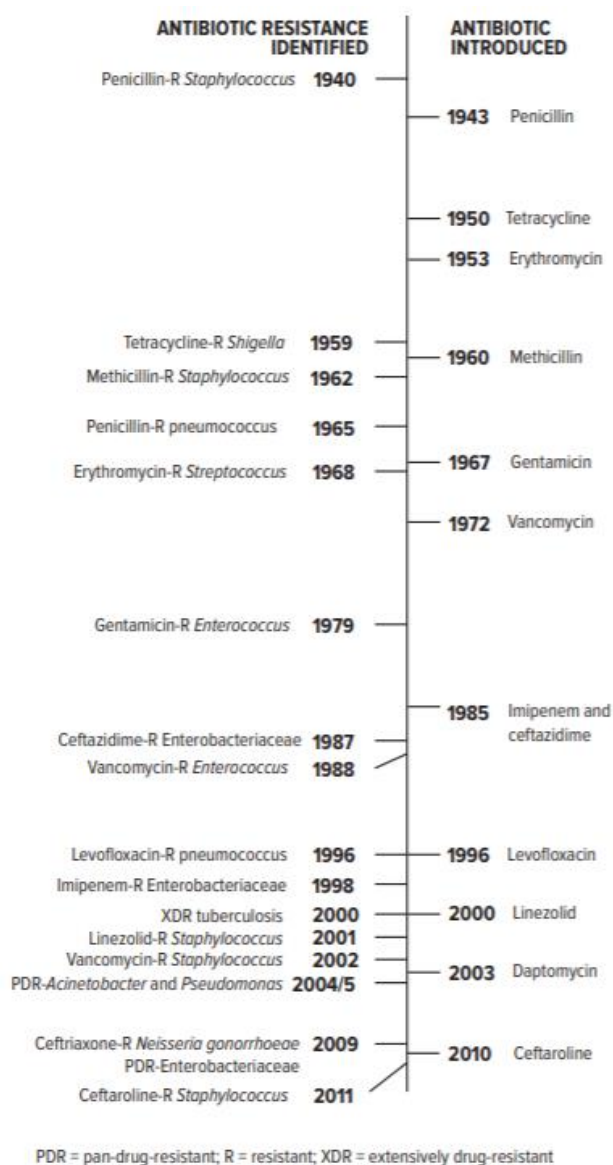 ANTIBIOTIC RESISTANCE
IDENTIFIED
ANTIBIOTIC
INTRODUCED
Penicillin-R Staphylococcus 1940
1943 Penicillin
1950 Tetracycline
1953 Erythromycin
Tetracycline-R Shigella 1959
1960 Methicillin
Methicillin-R Staphylococcus 1962
Penicillin-R pneumococcus 1965
1967 Gentamicin
Erythromycin-R Streptococcus 1968
1972 Vancomycin
Gentamicin-R Enterococcus 1979
1985 Imipenem and
ceftazidime
Ceftazidime-R Enterobacteriaceae 1987
Vancomycin-R Enterococcus 1988
Levofloxacin-R pneumococcus 1996
1996 Levofloxacin
Imipenem-R Enterobacteriaceae 1998
XDR tuberculosis 2000
2000 Linezolid
Linezolid-R Staphylococcus 2001
Vancomycin-R Staphylococcus 2002
2003 Daptomycin
PDR-Acinetobacter and Pseudomonas 2004/5
Ceftriaxone-R Neisseria gonorrhoeae 2009
PDR-Enterobacteriaceae
2010 Ceftaroline
Ceftaroline-R Staphylococcus 2011
PDR = pan-drug-resistant; R = resistant; XDR = extensively drug-resistant